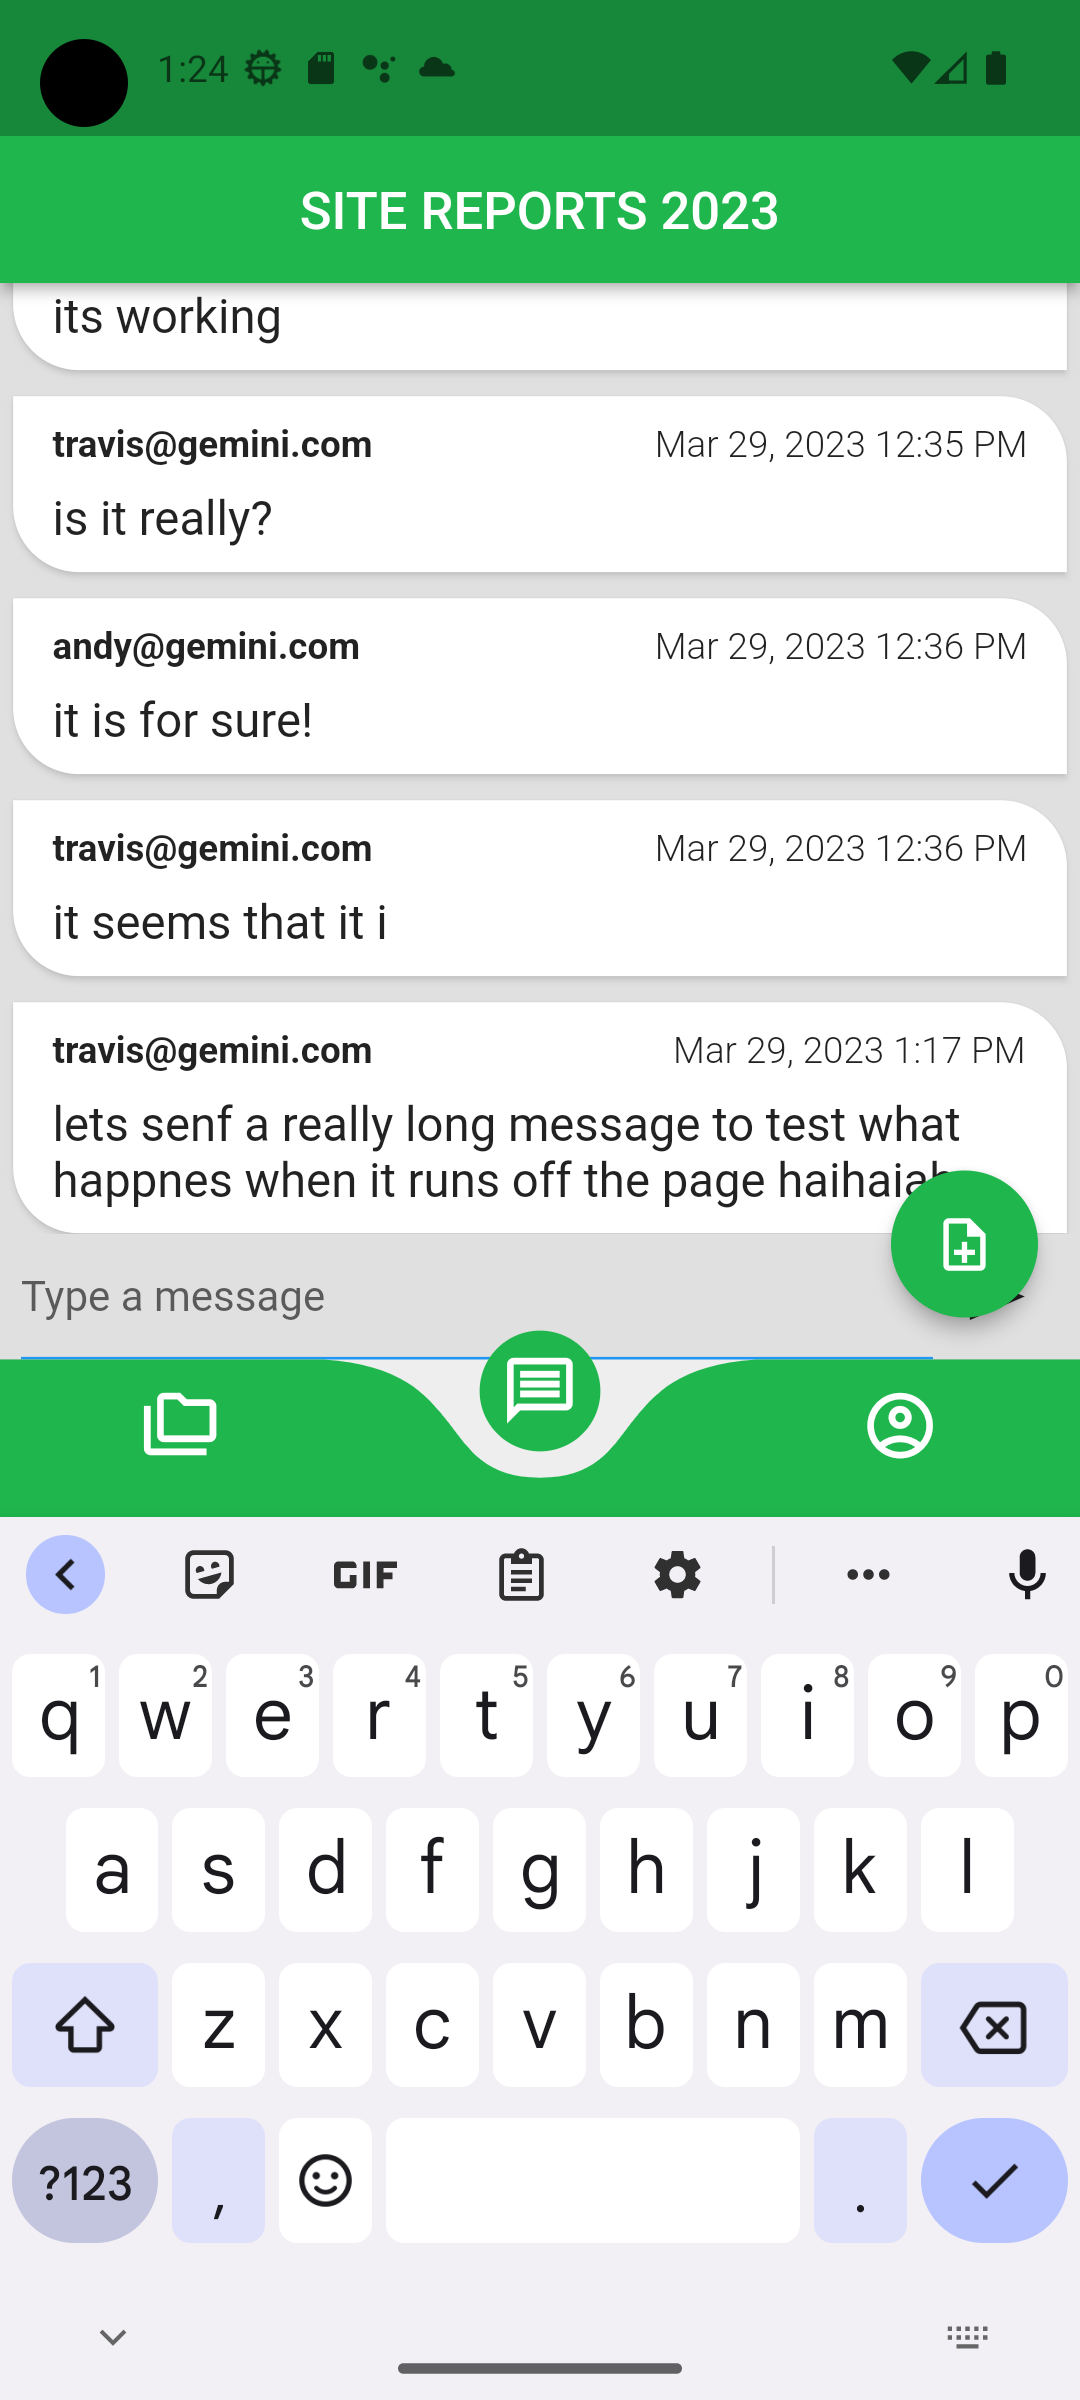 1:24
SITE REPORTS 2023
its working
travis@gemini.com Mar 29, 2023 12:35 PM
is it really?
andy@gemini.com Mar 29, 2023 12:36 PM
it is for sure!
travis@gemini.com Mar 29, 2023 12:36 PM
it seems that it i
travis@gemini.com Mar 29, 2023 1:17 PM
lets senf a really long message to test what
happnes when it runs off the page
Type a message
GIF
q 1 w 2 e 3 r 4 t 5 y 6 u 7 i 8 o 9 p 0
a s d f g h j k l
z x c v b n m
?123 , .